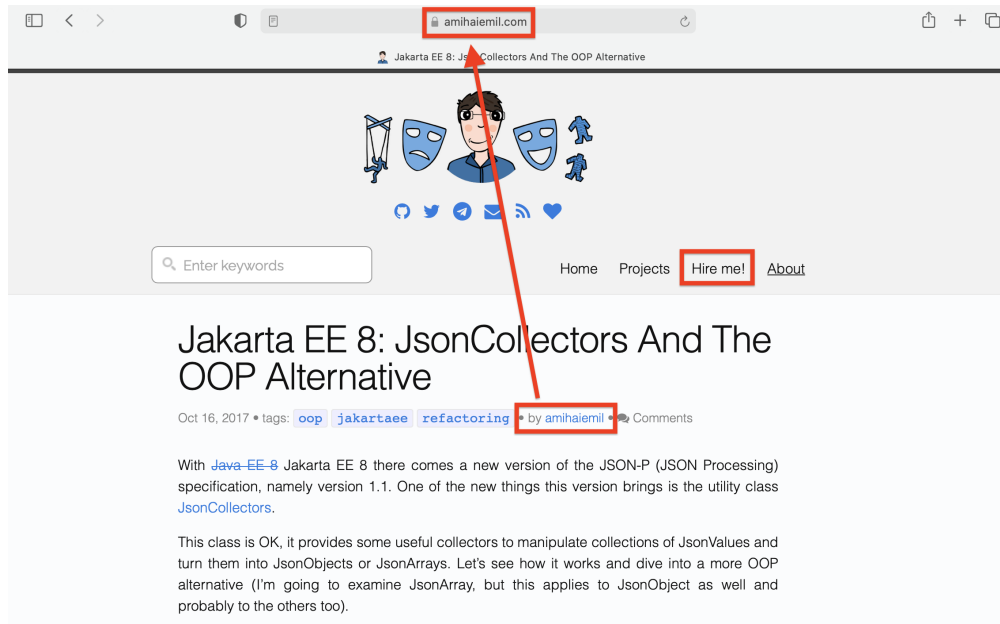 amihaiemil.com
Jakarta EE 8: JsonCollectors And The OOP Alternative
Enter keywords
Home Projects Hire me! About
Jakarta EE 8: JsonCollectors And The
OOP Alternative
Oct 16, 2017 • tags: oop jakartaee refactoring • by amihaiemil • Comments
With Java EE 8 Jakarta EE 8 there comes a new version of the JSON-P (JSON Processing)
specification, namely version 1.1. One of the new things this version brings is the utility class
JsonCollectors.
This class is OK, it provides some useful collectors to manipulate collections of JsonValues and
turn them into JsonObjects or JsonArrays. Let's see how it works and dive into a more OOP
alternative (I'm going to examine JsonArray, but this applies to JsonObject as well and
probably to the others too).